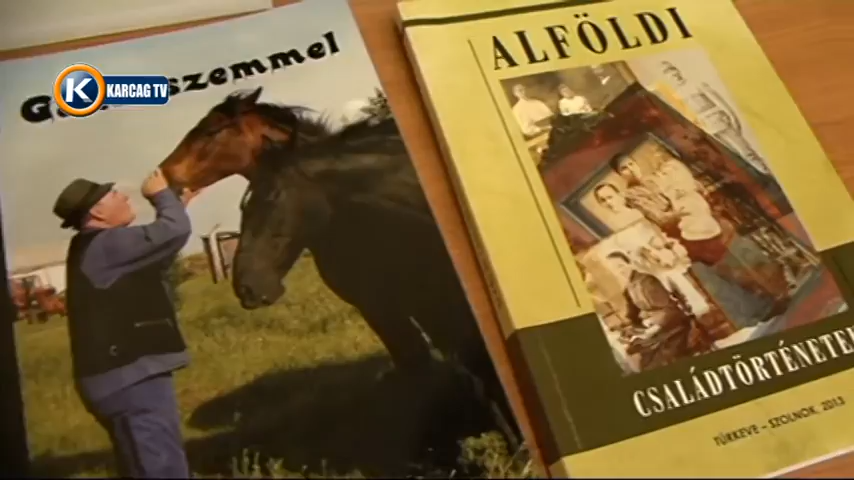 K KARCAG TV
szemmel
ALFÖLDI
CSALÁDTÖRTÉNETEK
TÚRKEVE – SZOLNOK, 2013